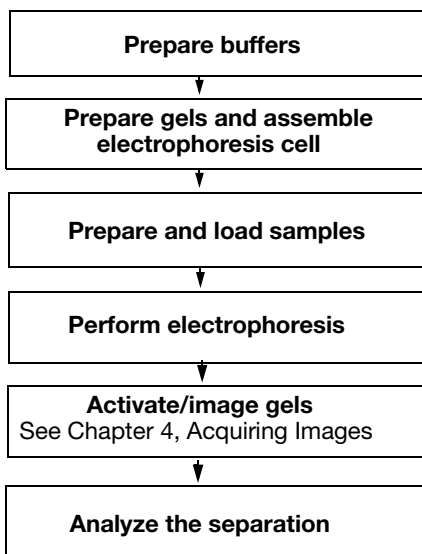 Prepare buffers
Prepare gels and assemble
electrophoresis cell
Prepare and load samples
Perform electrophoresis
Activate/image gels
See Chapter 4, Acquiring Images
Analyze the separation